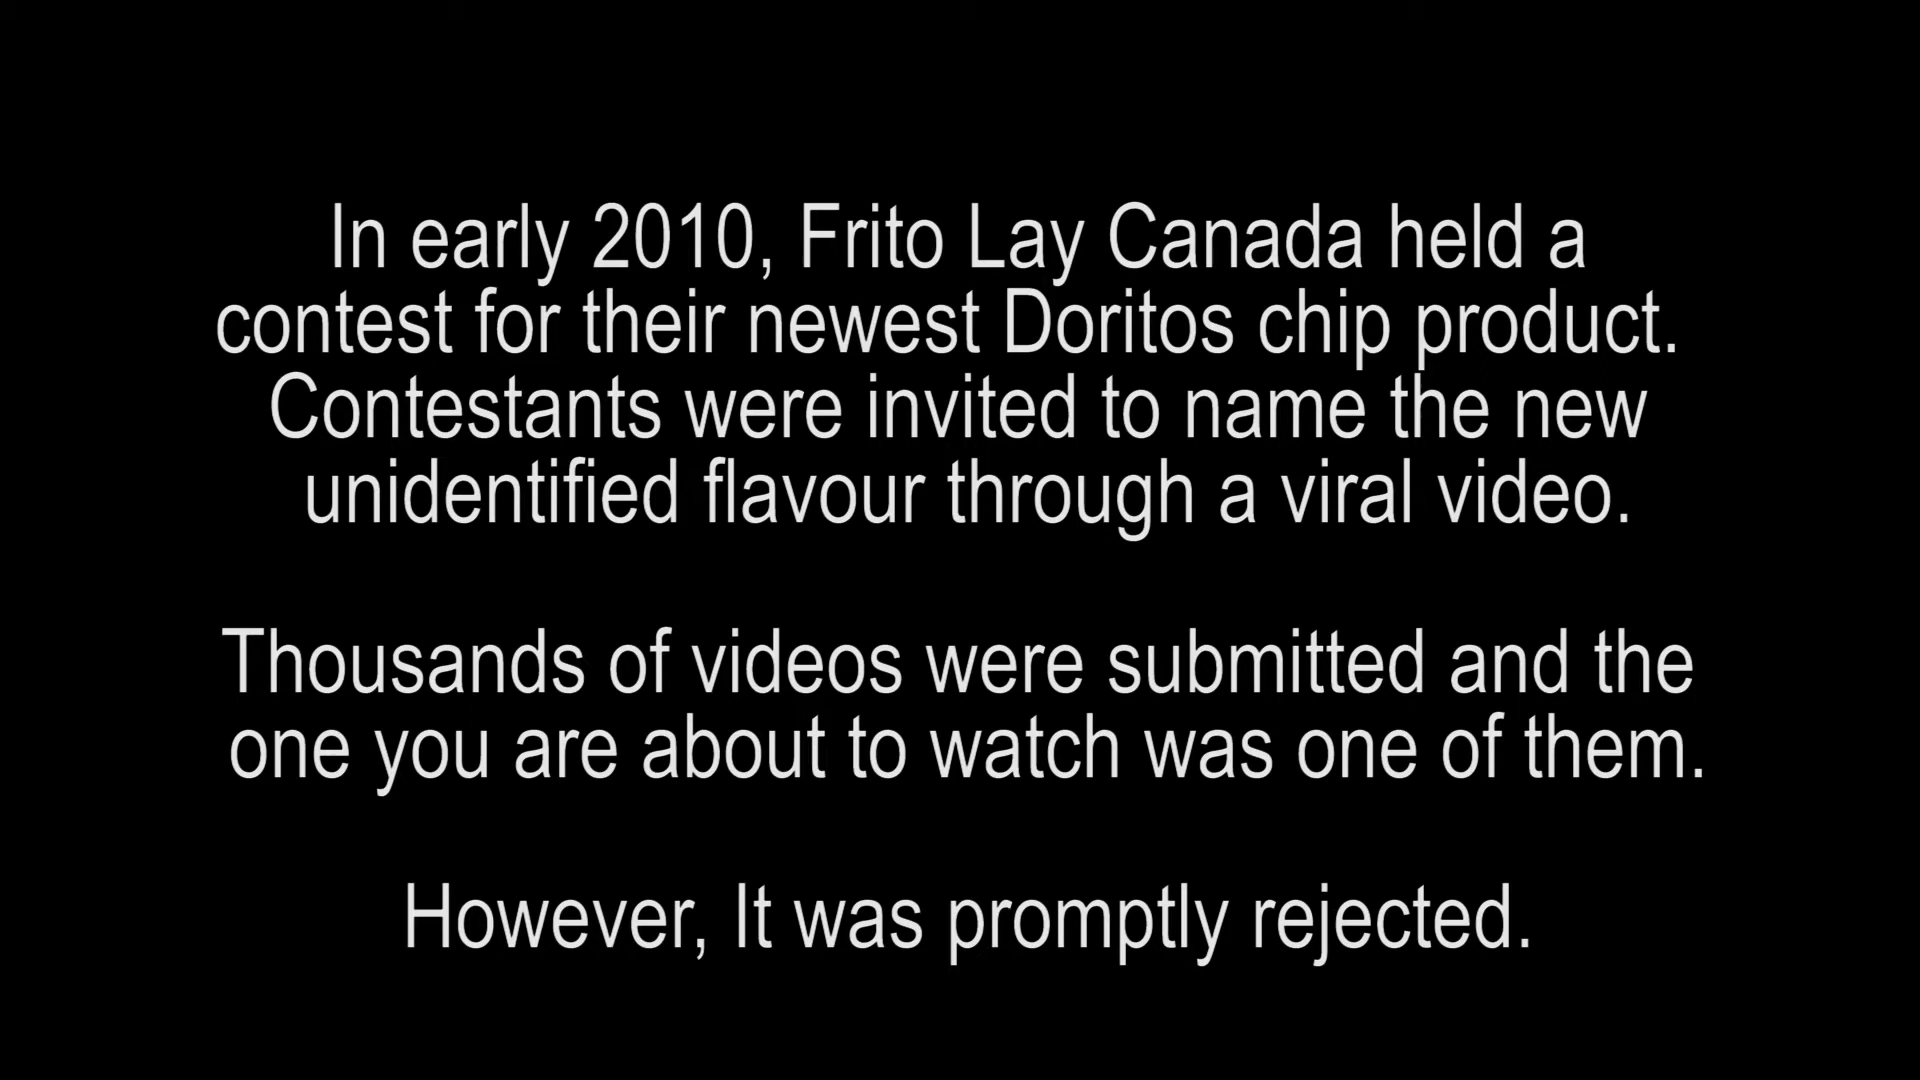 In early 2010, Frito Lay Canada held a
contest for their newest Doritos chip product.
Contestants were invited to name the new
unidentified flavour through a viral video.
Thousands of videos were submitted and the
one you are about to watch was one of them.
However, It was promptly rejected.